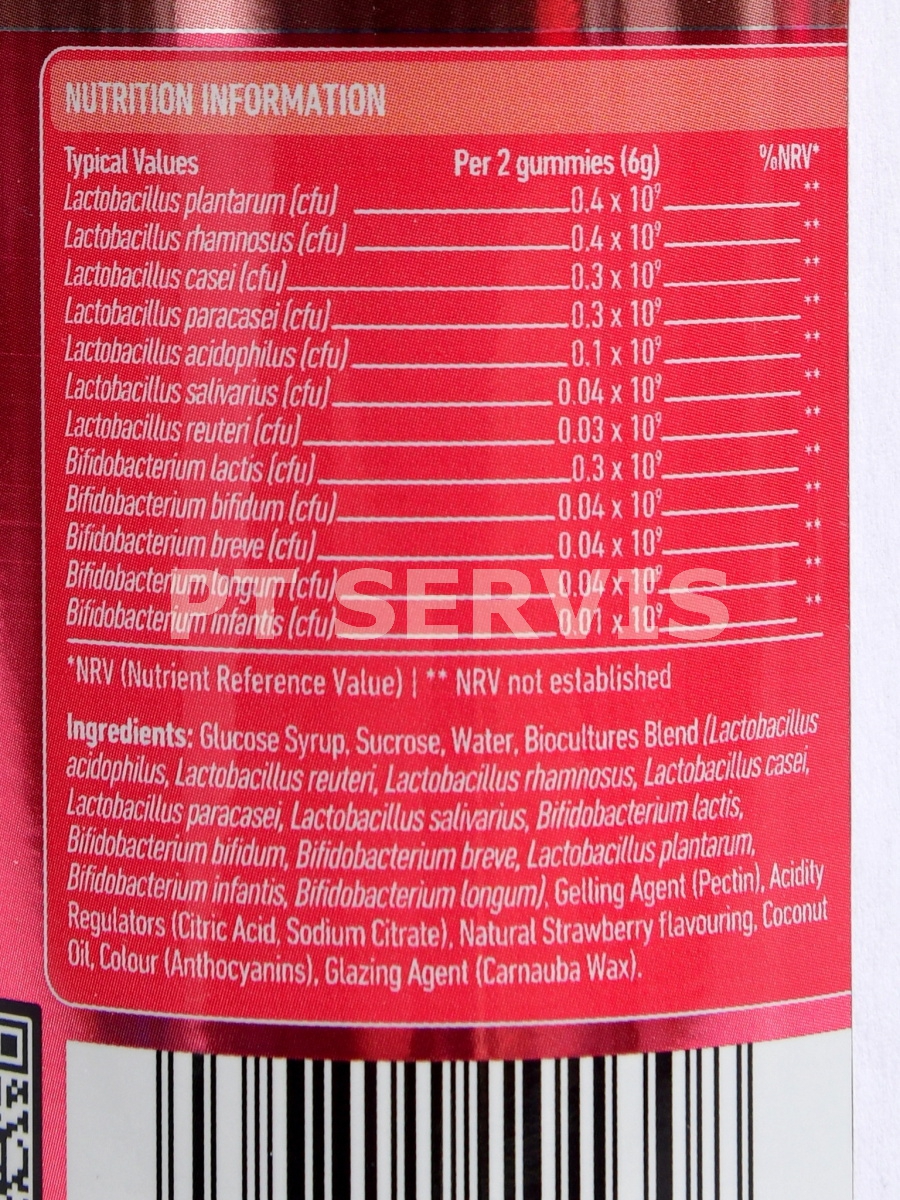 NUTRITION INFORMATION
Typical Values Per 2 gummies (6g) %NRV*
Lactobacillus plantarum (cfu) 0.4 x 10⁹ **
Lactobacillus rhamnosus (cfu) 0.4 x 10⁹ **
Lactobacillus casei (cfu) 0.3 x 10⁹ **
Lactobacillus paracasei (cfu) 0.3 x 10⁹ **
Lactobacillus acidophilus (cfu) 0.1 x 10⁹ **
Lactobacillus salivarius (cfu) 0.04 x 10⁹ **
Lactobacillus reuteri (cfu) 0.03 x 10⁹ **
Bifidobacterium lactis (cfu) 0.3 x 10⁹ **
Bifidobacterium bifidum (cfu) 0.04 x 10⁹ **
Bifidobacterium breve (cfu) 0.04 x 10⁹ **
Bifidobacterium longum (cfu) 0.04 x 10⁹ **
PT SERVIS
Bifidobacterium infantis (cfu) 0.01 x 10⁹ **
*NRV (Nutrient Reference Value) | ** NRV not established
Ingredients: Glucose Syrup, Sucrose, Water, Biocultures Blend (Lactobacillus
acidophilus, Lactobacillus reuteri, Lactobacillus rhamnosus, Lactobacillus casei,
Lactobacillus paracasei, Lactobacillus salivarius, Bifidobacterium lactis,
Bifidobacterium bifidum, Bifidobacterium breve, Lactobacillus plantarum,
Bifidobacterium infantis, Bifidobacterium longum), Gelling Agent (Pectin), Acidity
Regulators (Citric Acid, Sodium Citrate), Natural Strawberry flavouring, Coconut
Oil, Colour (Anthocyanins), Glazing Agent (Carnauba Wax).